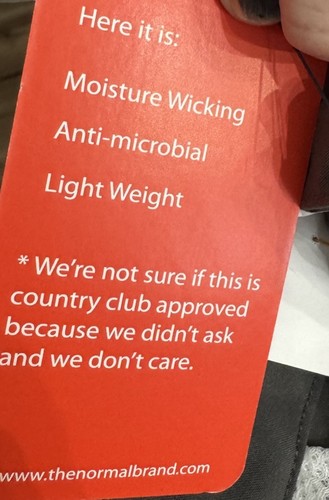 Here it is:
Moisture Wicking
Anti-microbial
Light Weight
* We're not sure if this is
country club approved
because we didn't ask
and we don't care.
www.thenormalbrand.com